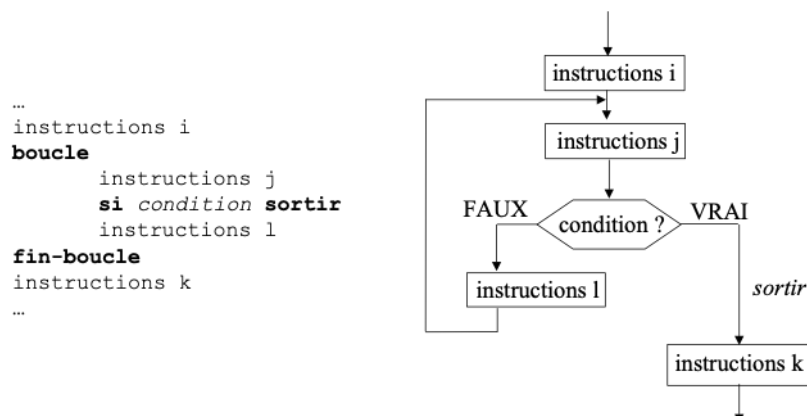 …
instructions i
boucle
instructions j
si condition sortir
instructions l
fin-boucle
instructions k
…
instructions i
instructions j
FAUX
condition ?
VRAI
instructions l
sortir
instructions k